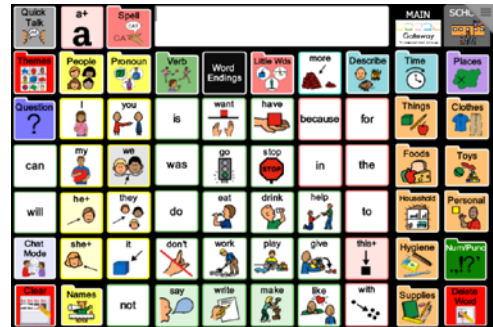 Quick Talk
a+
a
Spell
CAT
MAIN
Gateway
SCHL
Themes
People
Pronoun
Verb
Word Endings
Little Wds
more
Describe
Time
Places
Question
?
I
you
is
want
have
because
for
Things
Clothes
can
my
we
was
go
stop
STOP
in
the
Foods
Toys
will
he+
they
do
eat
drink
help
to
Household
Personal
Chat Mode
she+
it
don't
work
play
give
this+
Hygiene
Num/Punc
.!?'
Clear
Names
not
say
write
make
like
with
Supplies
Delete Word